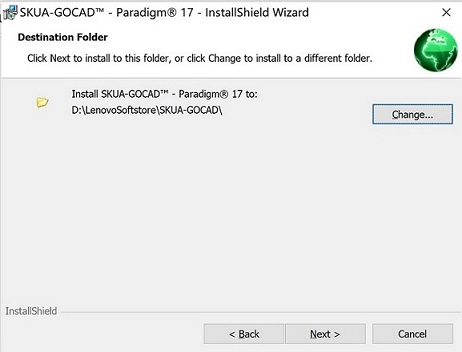 SKUA-GOCAD™ - Paradigm® 17 - InstallShield Wizard
Destination Folder
Click Next to install to this folder, or click Change to install to a different folder.
Install SKUA-GOCAD™ - Paradigm® 17 to:
D:\LenovoSoftstore\SKUA-GOCAD\
Change...
InstallShield
< Back
Next >
Cancel